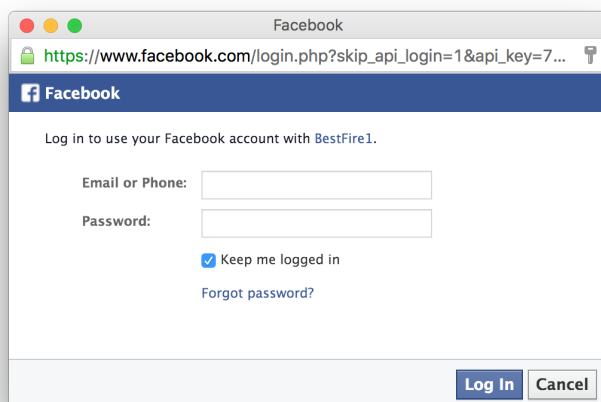 Facebook
https://www.facebook.com/login.php?skip_api_login=1&api_key=7...
f Facebook
Log in to use your Facebook account with BestFire1.
Email or Phone:
Password:
Keep me logged in
Forgot password?
Log In Cancel